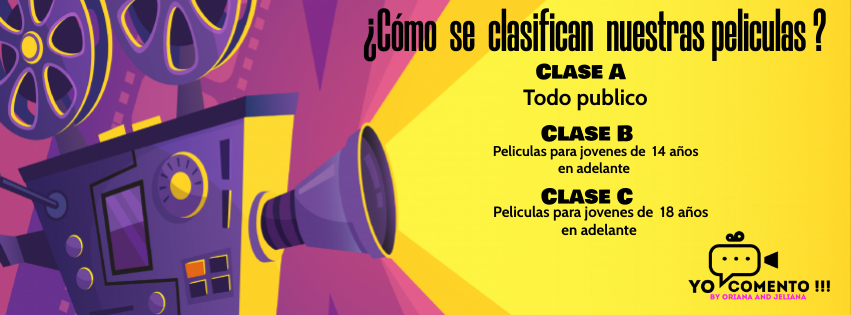 ¿Cómo se clasifican nuestras peliculas ?
Clase A
Todo publico
Clase B
Peliculas para jovenes de 14 años
en adelante
Clase C
Peliculas para jovenes de 18 años
en adelante
YO COMENTO !!!
BY ORIANA AND JELIANA